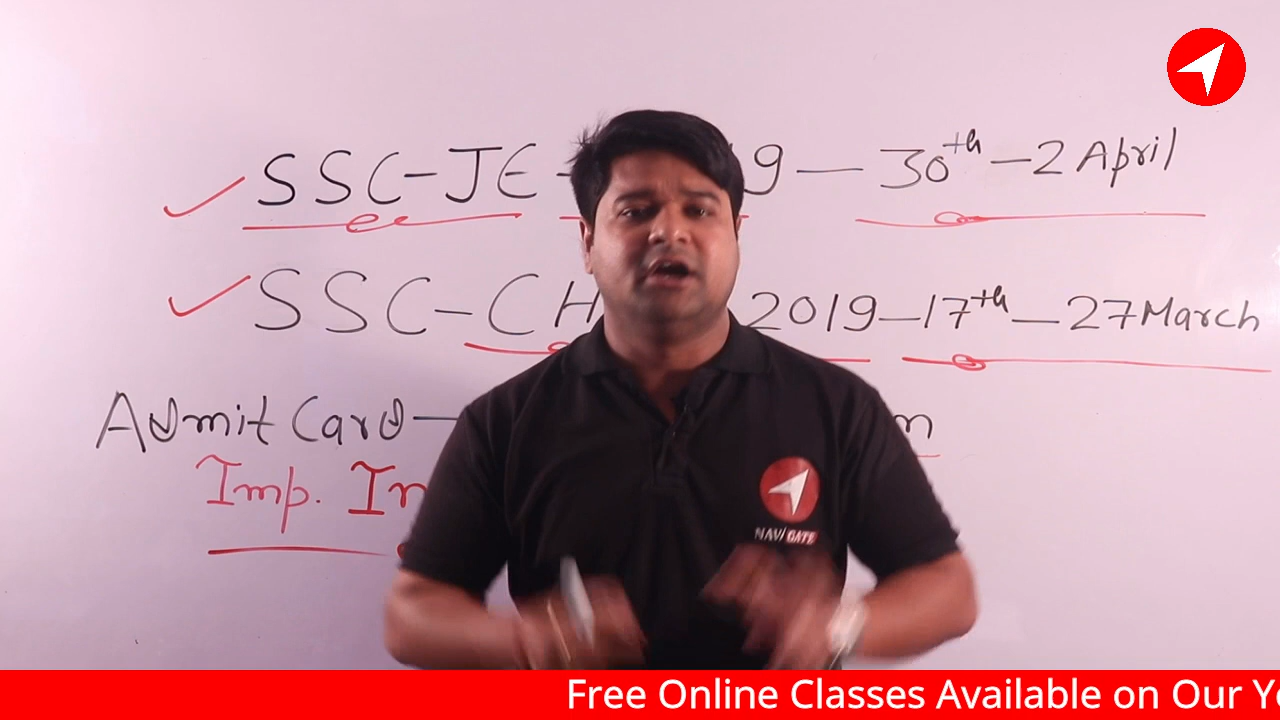 SSC-JE - 9 — 30th — 2 April
SSC-CH 2019 — 17th — 27 March
Admit Card — n
Imp. In
NAVI GATE
Free Online Classes Available on Our Yo